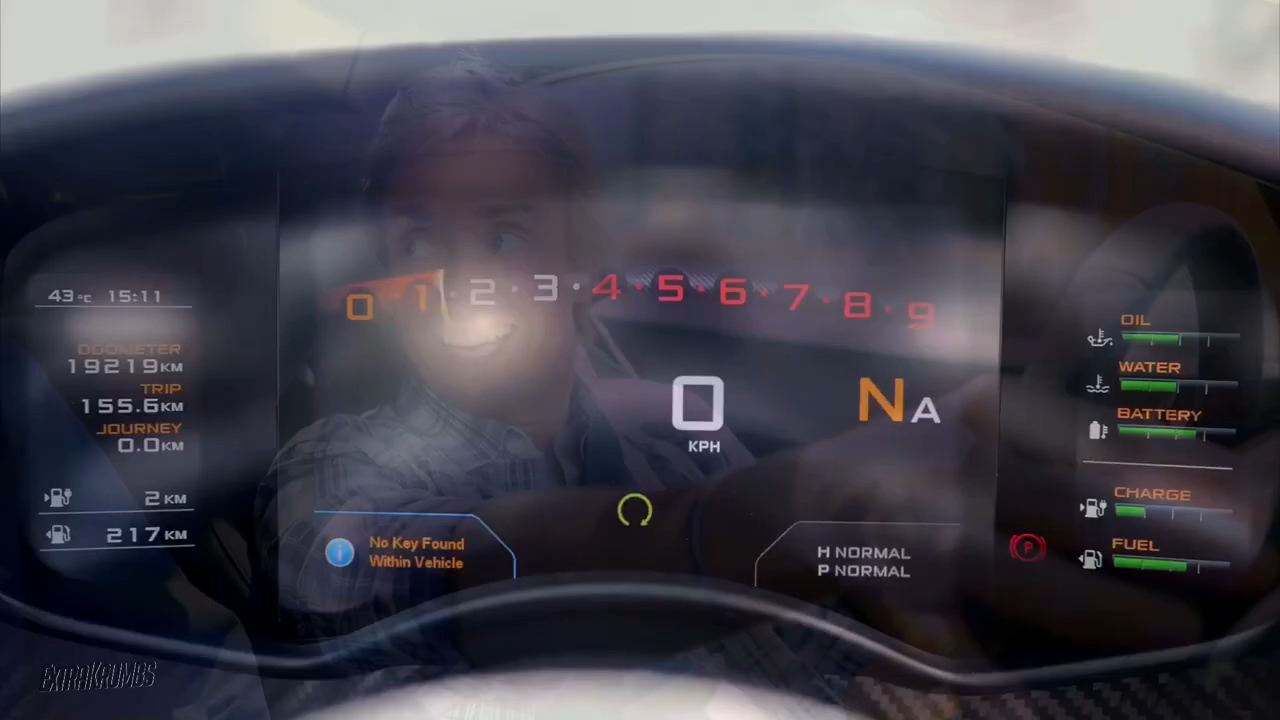 43°C 15:11
ODOMETER
19219KM
TRIP
155.6KM
JOURNEY
0.0KM
2 KM
217KM
0 1 · 2 · 3 · 4 · 5 · 6 · 7 · 8 · 9
0
KPH
NA
No Key Found
Within Vehicle
H NORMAL
P NORMAL
P
OIL
WATER
BATTERY
CHARGE
FUEL
EXTRAKRUMBS